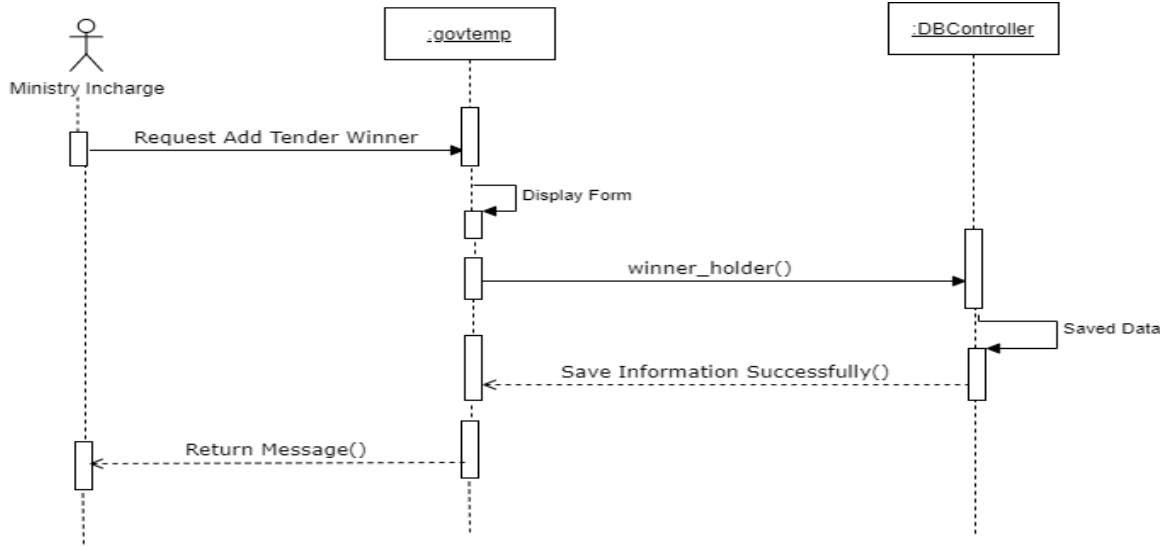 :govtemp
:DBController
Ministry Incharge
Request Add Tender Winner
Display Form
winner_holder()
Saved Data
Save Information Successfully()
Return Message()